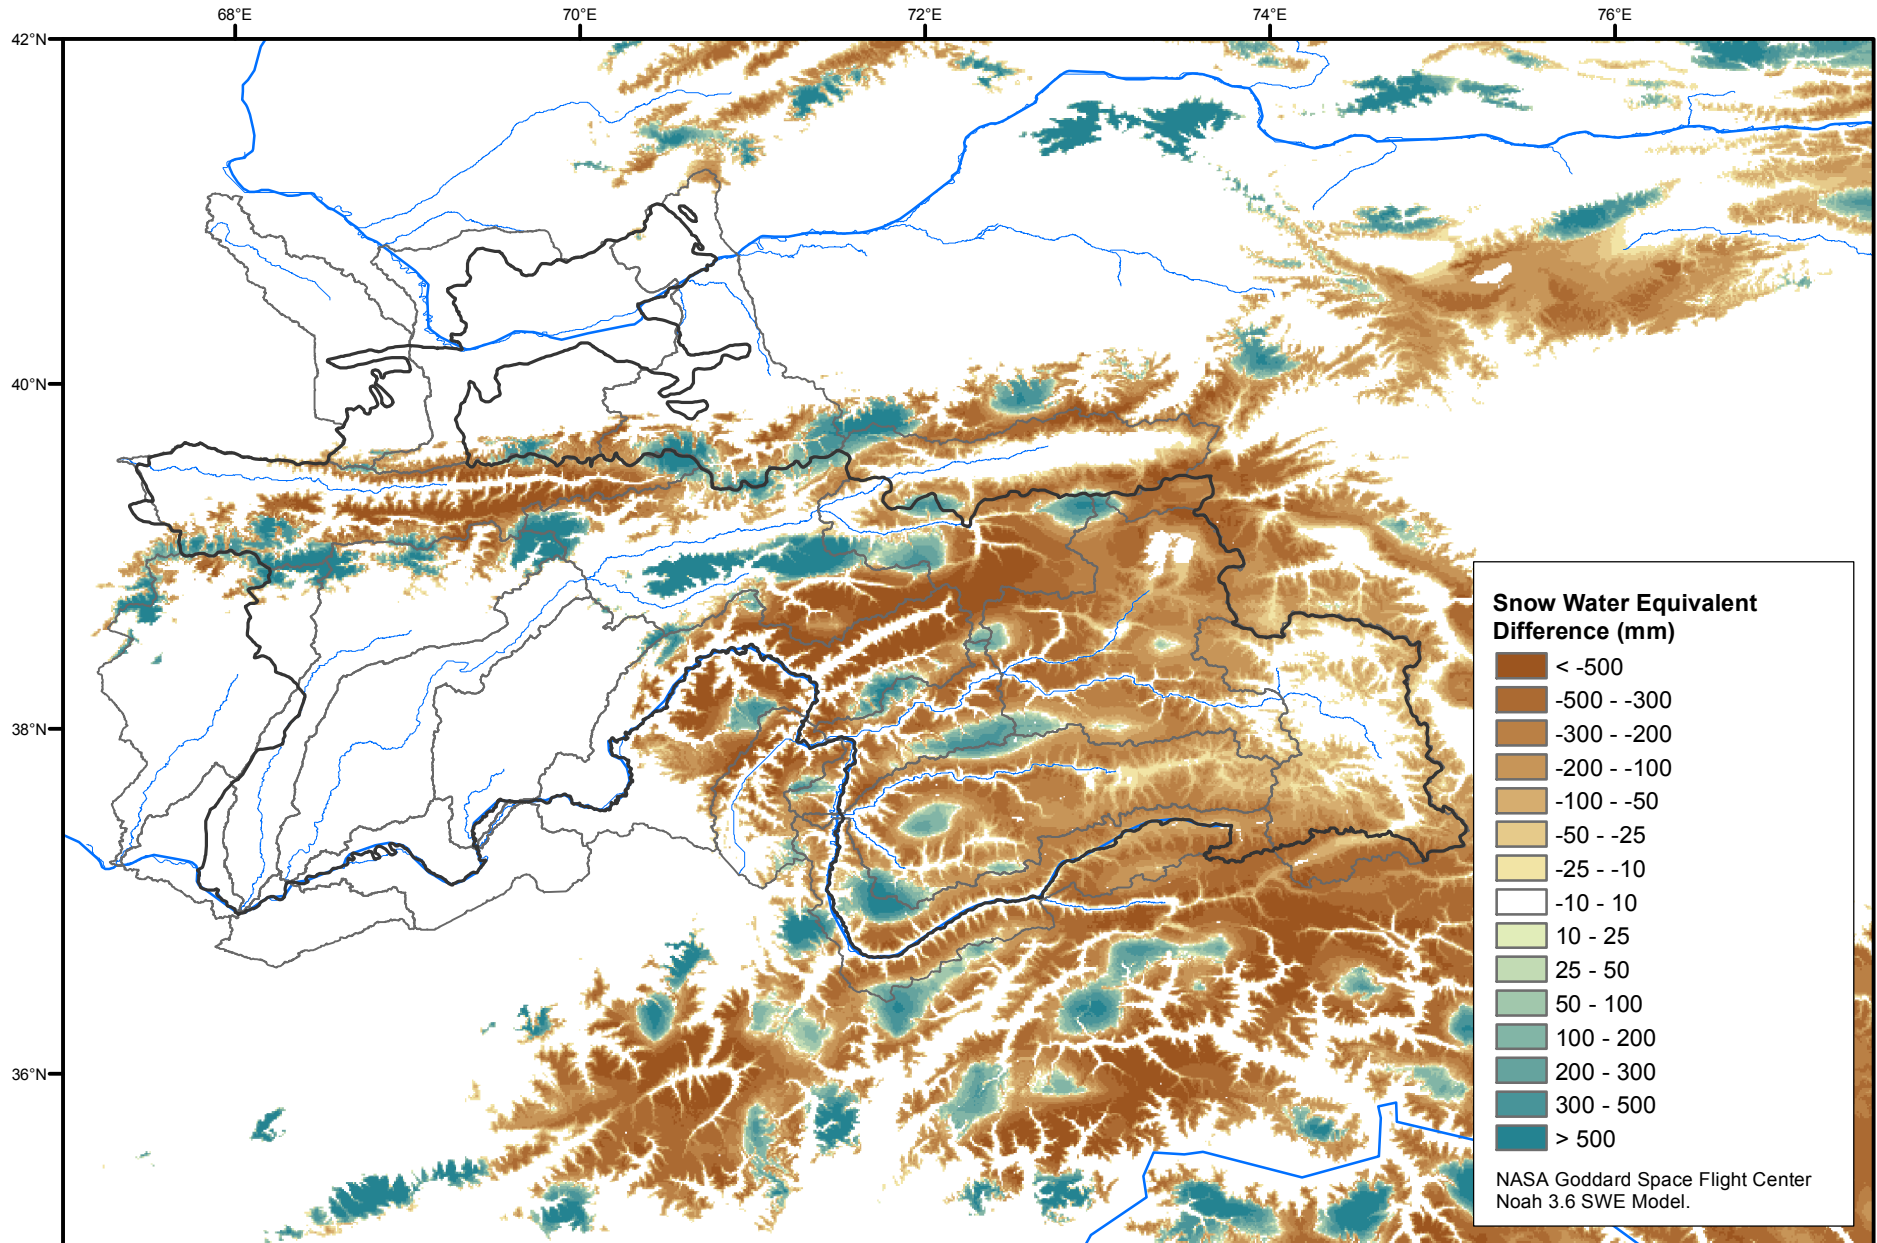 68°E 70°E 72°E 74°E 76°E
42°N
40°N
38°N
36°N
Snow Water Equivalent
Difference (mm)
< -500
-500 - -300
-300 - -200
-200 - -100
-100 - -50
-50 - -25
-25 - -10
-10 - 10
10 - 25
25 - 50
50 - 100
100 - 200
200 - 300
300 - 500
> 500
NASA Goddard Space Flight Center
Noah 3.6 SWE Model.